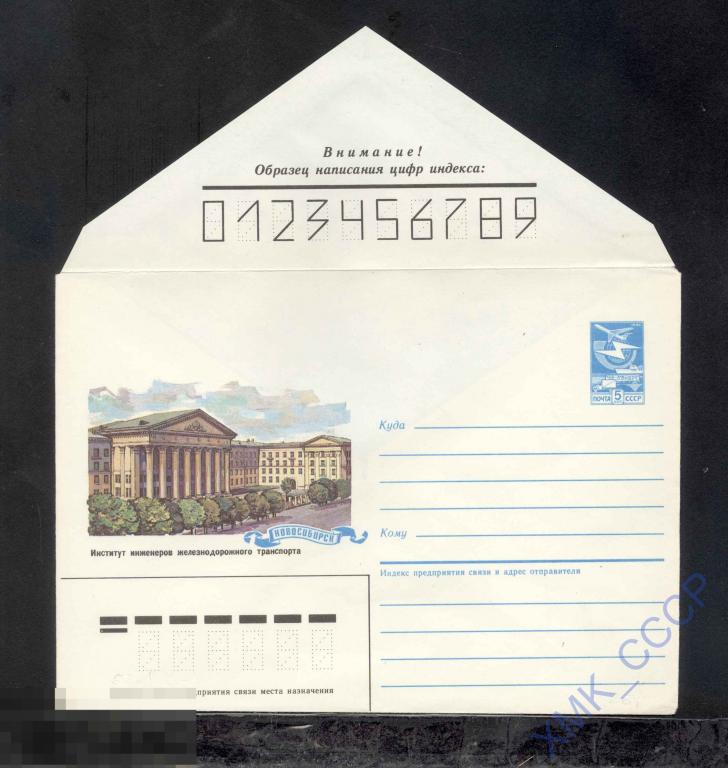 Внимание!
Образец написания цифр индекса:
0123456789
ПОЧТА 5 СССР
Куда
НОВОСИБИРСК
Кому
Институт инженеров железнодорожного транспорта
Индекс предприятия связи и адрес отправителя
связи места назначения
ХМК_СССР